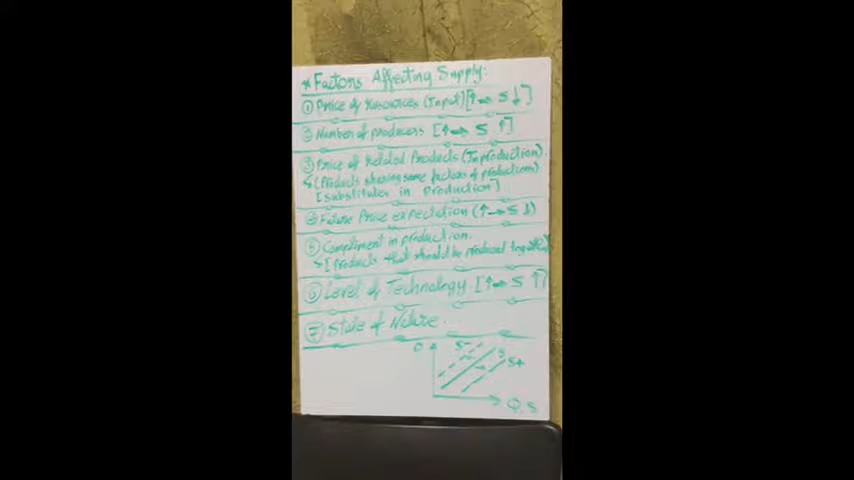 * Factors Affecting Supply:
① Price of Resources (Input) [↑ → S ↓]
② Number of producers [↑ → S ↑]
③ Price of Related Products (In production).
↳ (Products sharing same factors of production)
[substitutes in production]
④ Future Price expectation (↑ → S ↓)
⑤ Compliment in production.
↳ [Products that should be produced together]
⑥ Level of Technology [↑ → S ↑]
⑦ State of Nature.
S-
S
S+
Q.S